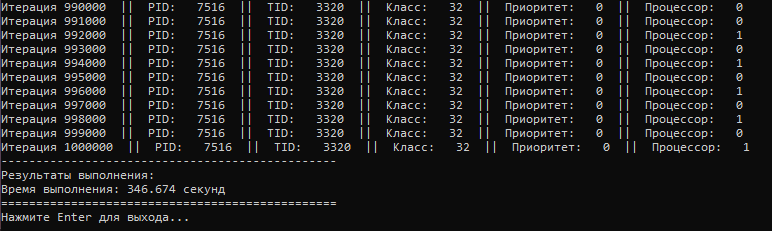 Итерация 990000  ||  PID:   7516  ||  TID:   3320  ||  Класс:   32  ||  Приоритет:   0  ||  Процессор:   0
Итерация 991000  ||  PID:   7516  ||  TID:   3320  ||  Класс:   32  ||  Приоритет:   0  ||  Процессор:   0
Итерация 992000  ||  PID:   7516  ||  TID:   3320  ||  Класс:   32  ||  Приоритет:   0  ||  Процессор:   1
Итерация 993000  ||  PID:   7516  ||  TID:   3320  ||  Класс:   32  ||  Приоритет:   0  ||  Процессор:   0
Итерация 994000  ||  PID:   7516  ||  TID:   3320  ||  Класс:   32  ||  Приоритет:   0  ||  Процессор:   1
Итерация 995000  ||  PID:   7516  ||  TID:   3320  ||  Класс:   32  ||  Приоритет:   0  ||  Процессор:   0
Итерация 996000  ||  PID:   7516  ||  TID:   3320  ||  Класс:   32  ||  Приоритет:   0  ||  Процессор:   1
Итерация 997000  ||  PID:   7516  ||  TID:   3320  ||  Класс:   32  ||  Приоритет:   0  ||  Процессор:   0
Итерация 998000  ||  PID:   7516  ||  TID:   3320  ||  Класс:   32  ||  Приоритет:   0  ||  Процессор:   1
Итерация 999000  ||  PID:   7516  ||  TID:   3320  ||  Класс:   32  ||  Приоритет:   0  ||  Процессор:   0
Итерация 1000000  ||  PID:   7516  ||  TID:   3320  ||  Класс:   32  ||  Приоритет:   0  ||  Процессор:   1
------------------------------------------------
Результаты выполнения:
Время выполнения: 346.674 секунд
================================================
Нажмите Enter для выхода...